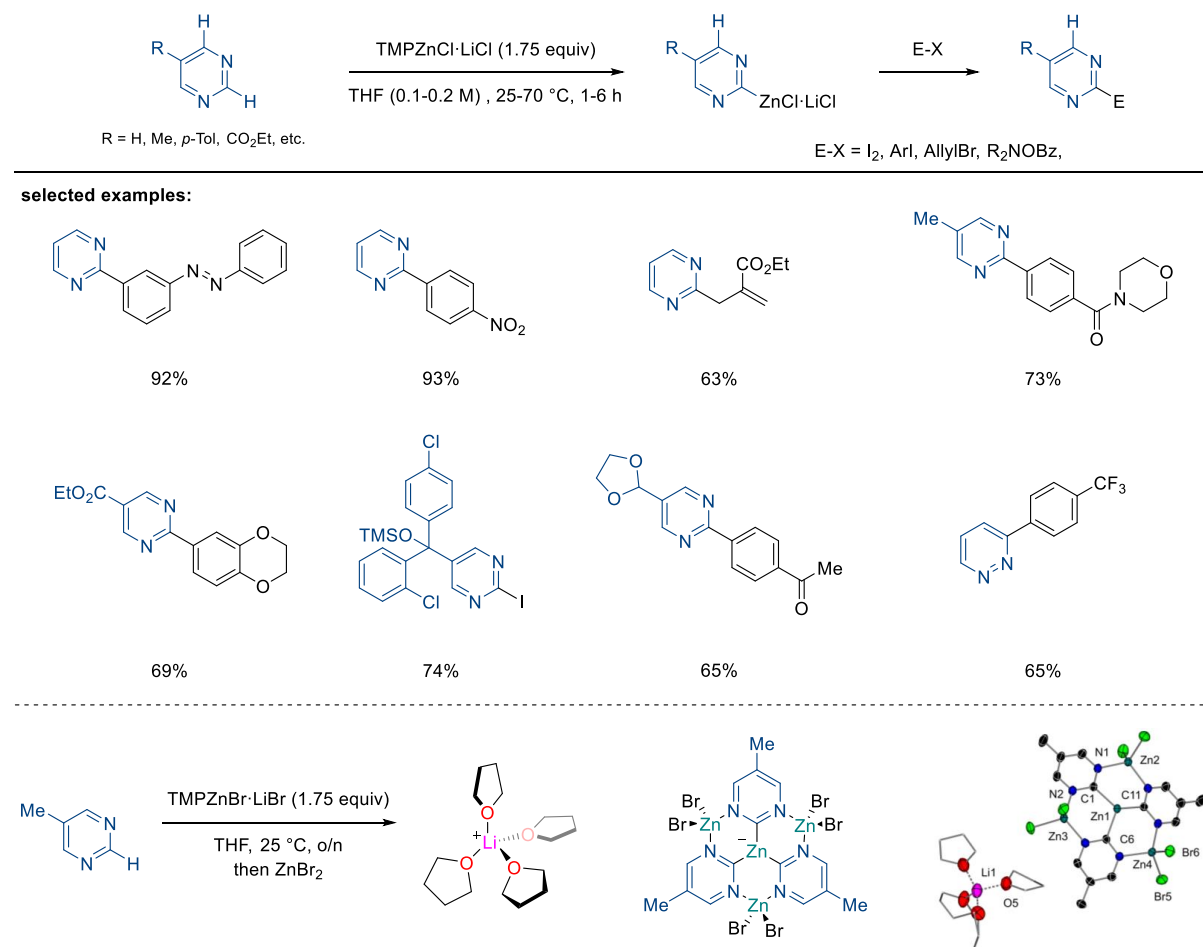 H
R
N
N
H
R = H, Me, p-Tol, CO2Et, etc.
TMPZnCl·LiCl (1.75 equiv)
THF (0.1-0.2 M) , 25-70 °C, 1-6 h
H
R
N
N
ZnCl·LiCl
E-X
H
R
N
N
E
E-X = I2, ArI, AllylBr, R2NOBz,
selected examples:
N
N
N
N
92%
N
N
NO2
93%
N
N
CO2Et
63%
Me
N
N
O
N
O
73%
EtO2C
N
N
O
O
69%
Cl
TMSO
Cl
N
N
I
74%
O
O
N
N
Me
O
65%
CF3
N
N
65%
Me
N
N
H
TMPZnBr·LiBr (1.75 equiv)
THF, 25 °C, o/n
then ZnBr2
O
+
Li
O
O
O
Me
Br
Br
Zn
N
N
Br
Br
Zn
−
Zn
N
N
N
N
Me
Me
Zn
Br
Br
N1
Zn2
N2
C1
C11
Zn1
Zn3
C6
Zn4
Br6
Li1
O5
Br5